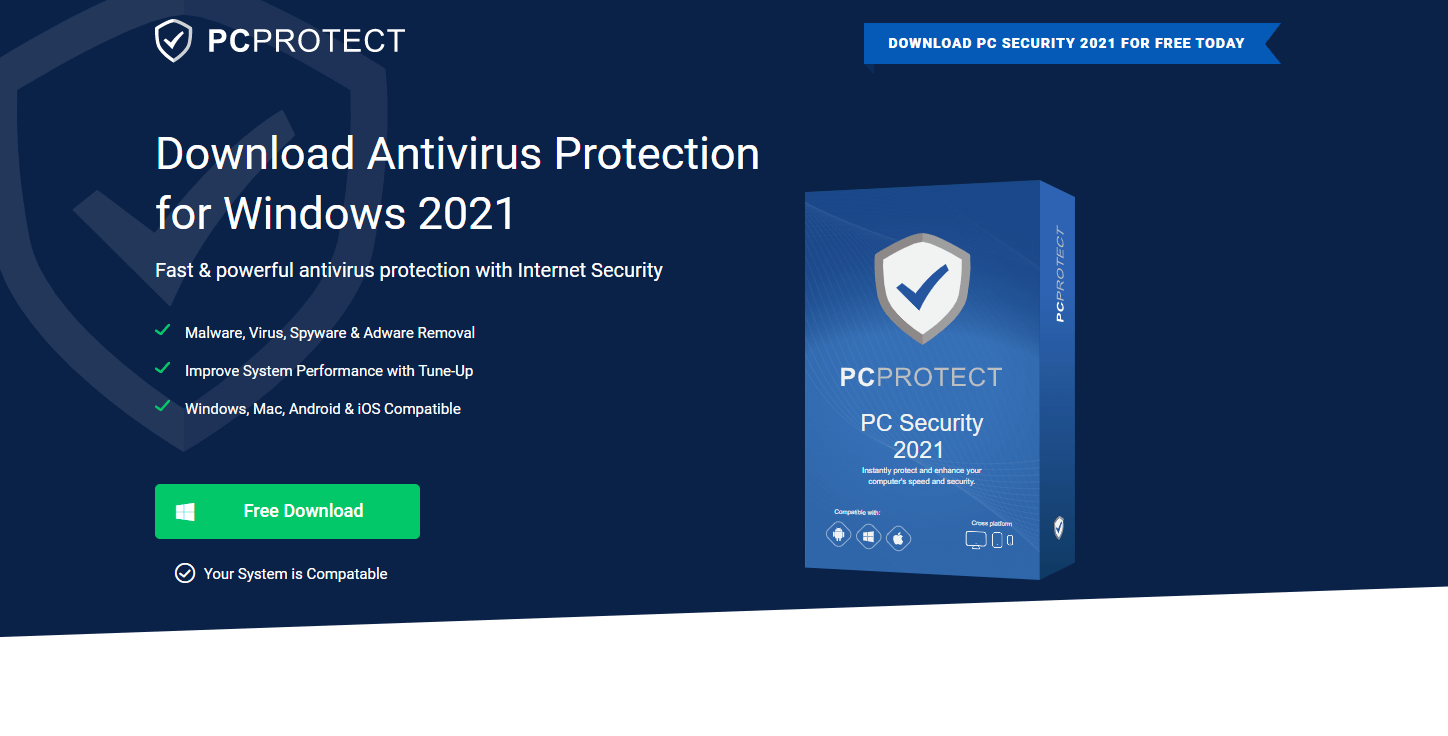 PCPROTECT
DOWNLOAD PC SECURITY 2021 FOR FREE TODAY
Download Antivirus Protection
for Windows 2021
Fast & powerful antivirus protection with Internet Security
Malware, Virus, Spyware & Adware Removal
Improve System Performance with Tune-Up
Windows, Mac, Android & iOS Compatible
Free Download
Your System is Compatable
PCPROTECT
PC Security
2021
Instantly protect and enhance your
computer's speed and security.
Compatible with:
Cross platform
PCPROTECT